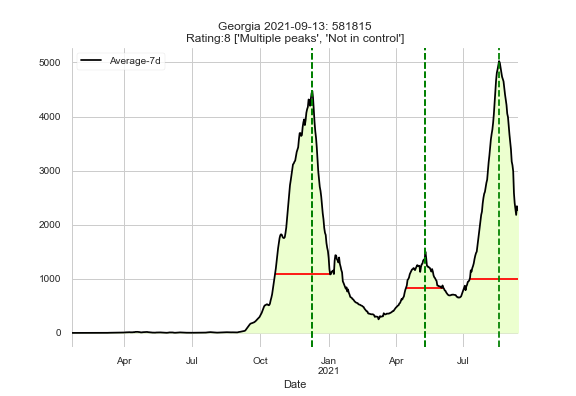 Georgia 2021-09-13: 581815
Rating:8 ['Multiple peaks', 'Not in control']
Average-7d
5000
4000
3000
2000
1000
0
Apr
Jul
Oct
Jan
2021
Apr
Jul
Date